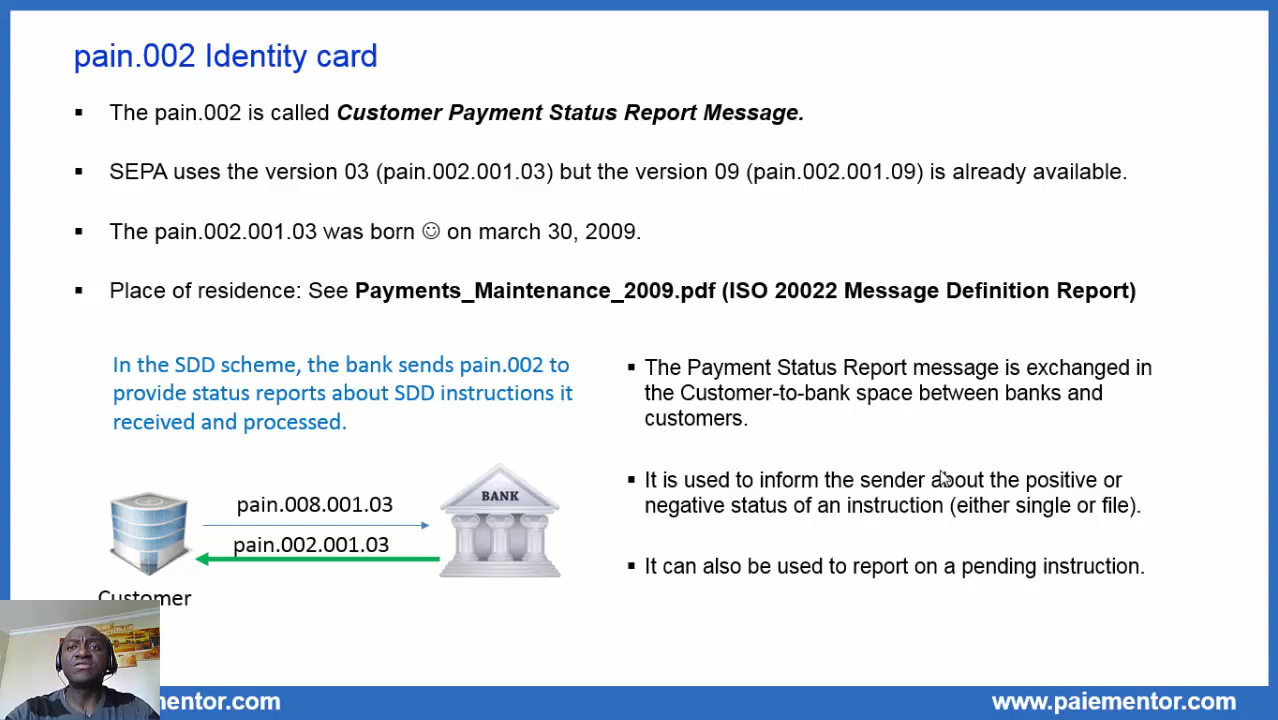 pain.002 Identity card
▪ The pain.002 is called Customer Payment Status Report Message.
▪ SEPA uses the version 03 (pain.002.001.03) but the version 09 (pain.002.001.09) is already available.
▪ The pain.002.001.03 was born ☺ on march 30, 2009.
▪ Place of residence: See Payments_Maintenance_2009.pdf (ISO 20022 Message Definition Report)
In the SDD scheme, the bank sends pain.002 to
provide status reports about SDD instructions it
received and processed.
pain.008.001.03
pain.002.001.03
BANK
Customer
▪ The Payment Status Report message is exchanged in
the Customer-to-bank space between banks and
customers.
▪ It is used to inform the sender about the positive or
negative status of an instruction (either single or file).
▪ It can also be used to report on a pending instruction.
mentor.com
www.paiementor.com